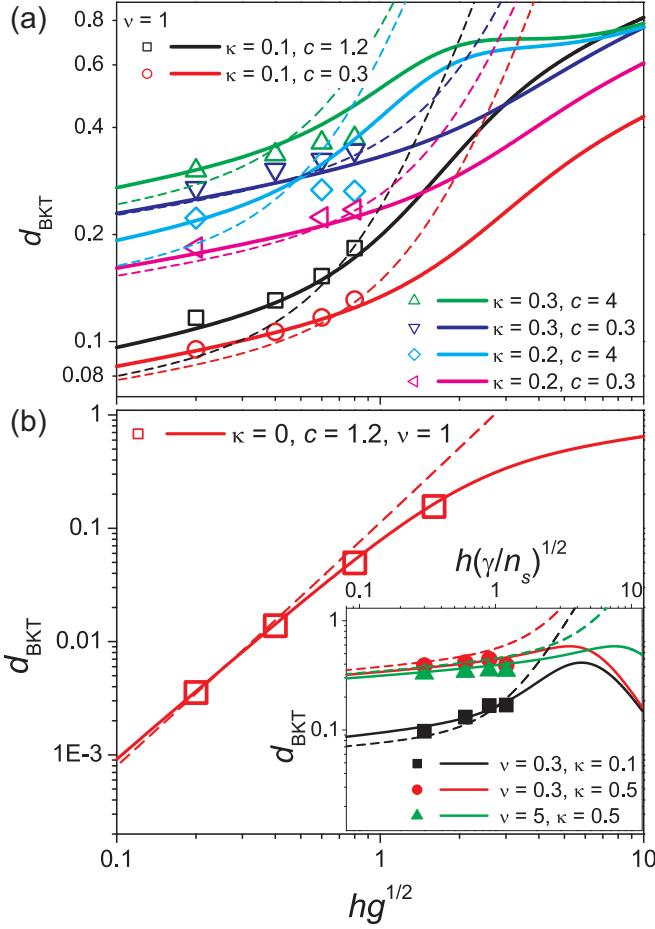 (a)
ν = 1
κ = 0.1, c = 1.2
κ = 0.1, c = 0.3
0.8
0.6
0.4
0.2
0.1
0.08
d_BKT
κ = 0.3, c = 4
κ = 0.3, c = 0.3
κ = 0.2, c = 4
κ = 0.2, c = 0.3
(b)
κ = 0, c = 1.2, ν = 1
1
0.1
0.01
1E-3
d_BKT
h(γ/n_s)^{1/2}
0.1 1 10
1
0.1
d_BKT
ν = 0.3, κ = 0.1
ν = 0.3, κ = 0.5
ν = 5, κ = 0.5
0.1 1 10
hg^{1/2}